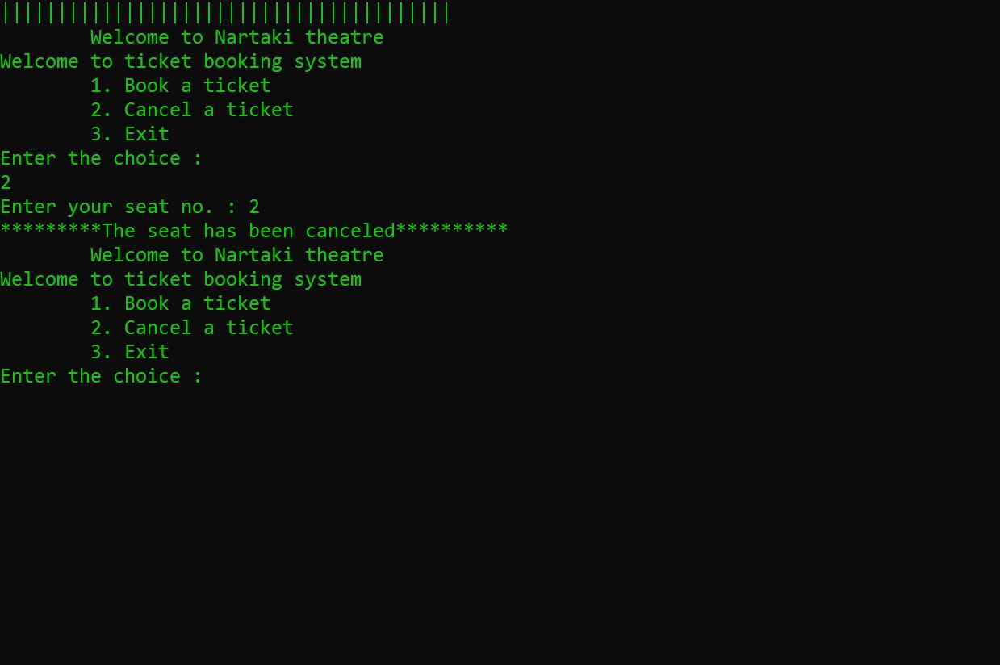 ||||||||||||||||||||||||||||||||||||||||
Welcome to Nartaki theatre
Welcome to ticket booking system
1. Book a ticket
2. Cancel a ticket
3. Exit
Enter the choice :
2
Enter your seat no. : 2
*********The seat has been canceled**********
Welcome to Nartaki theatre
Welcome to ticket booking system
1. Book a ticket
2. Cancel a ticket
3. Exit
Enter the choice :